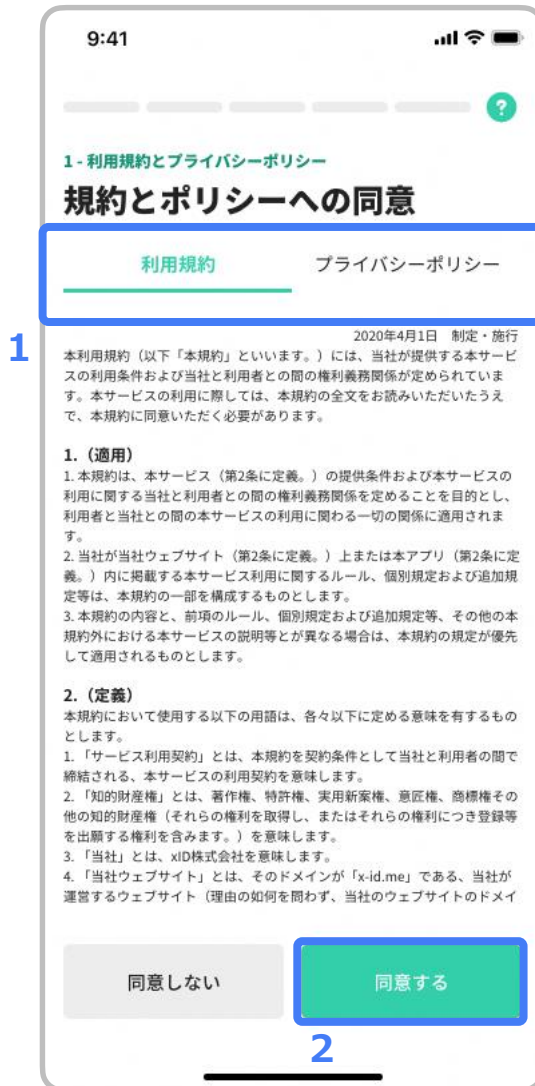 9:41
?
1 - 利用規約とプライバシーポリシー
規約とポリシーへの同意
利用規約 プライバシーポリシー
1
2020年4月1日 制定・施行
本利用規約（以下「本規約」といいます。）には、当社が提供する本サービ
スの利用条件および当社と利用者との間の権利義務関係が定められていま
す。本サービスの利用に際しては、本規約の全文をお読みいただいたうえ
で、本規約に同意いただく必要があります。
1.（適用）
1. 本規約は、本サービス（第2条に定義。）の提供条件および本サービスの
利用に関する当社と利用者との間の権利義務関係を定めることを目的とし、
利用者と当社との間の本サービスの利用に関わる一切の関係に適用されま
す。
2. 当社が当社ウェブサイト（第2条に定義。）上または本アプリ（第2条に定
義。）内に掲載する本サービス利用に関するルール、個別規定および追加規
定等は、本規約の一部を構成するものとします。
3. 本規約の内容と、前項のルール、個別規定および追加規定等、その他の本
規約外における本サービスの説明等とが異なる場合は、本規約の規定が優先
して適用されるものとします。
2.（定義）
本規約において使用する以下の用語は、各々以下に定める意味を有するもの
とします。
1. 「サービス利用契約」とは、本規約を契約条件として当社と利用者の間で
締結される、本サービスの利用契約を意味します。
2. 「知的財産権」とは、著作権、特許権、実用新案権、意匠権、商標権その
他の知的財産権（それらの権利を取得し、またはそれらの権利につき登録等
を出願する権利を含みます。）を意味します。
3. 「当社」とは、xID株式会社を意味します。
4. 「当社ウェブサイト」とは、そのドメインが「x-id.me」である、当社が
運営するウェブサイト（理由の如何を問わず、当社のウェブサイトのドメイ
同意しない 同意する
2